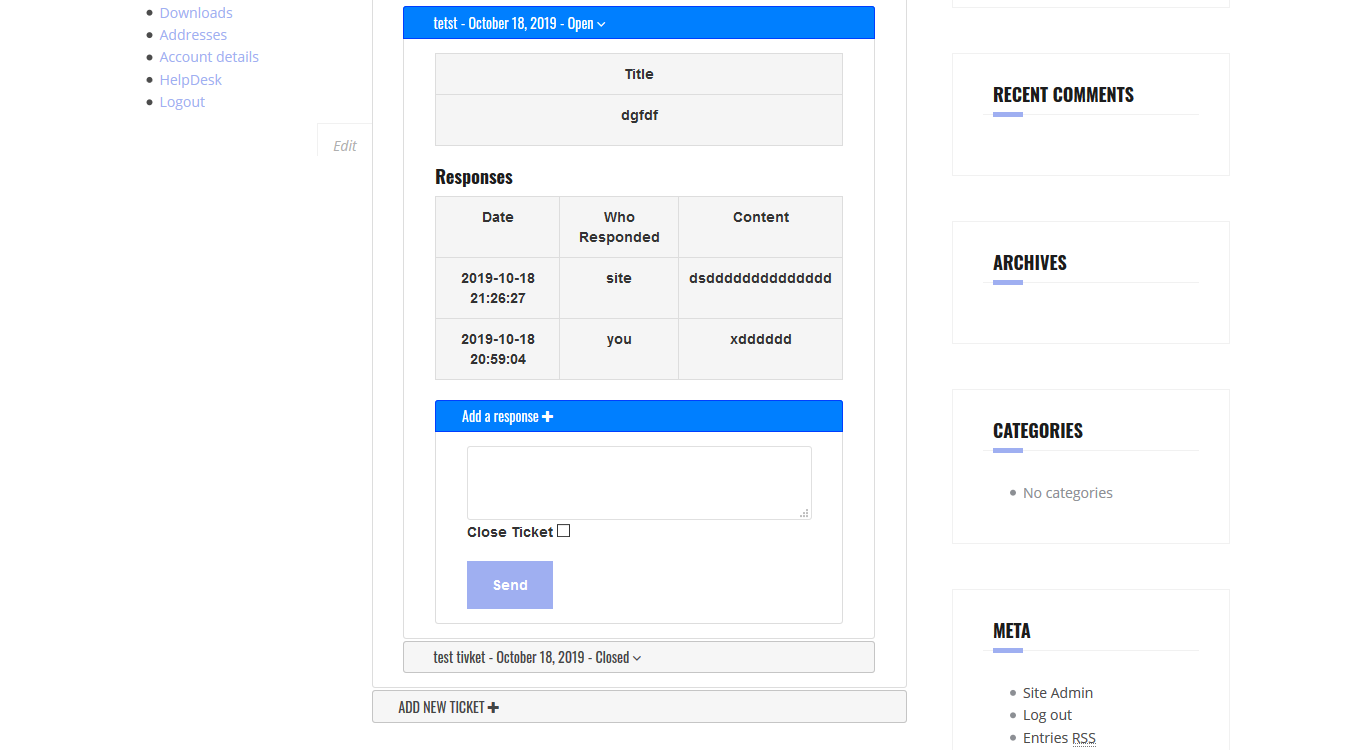 Downloads
Addresses
Account details
HelpDesk
Logout
Edit
tetst - October 18, 2019 - Open
Title
dgfdf
Responses
Date
Who
Responded
Content
2019-10-18
21:26:27
site
dsdddddddddddddd
2019-10-18
20:59:04
you
xdddddd
Add a response
Close Ticket
Send
test tivket - October 18, 2019 - Closed
ADD NEW TICKET
RECENT COMMENTS
ARCHIVES
CATEGORIES
No categories
META
Site Admin
Log out
Entries RSS